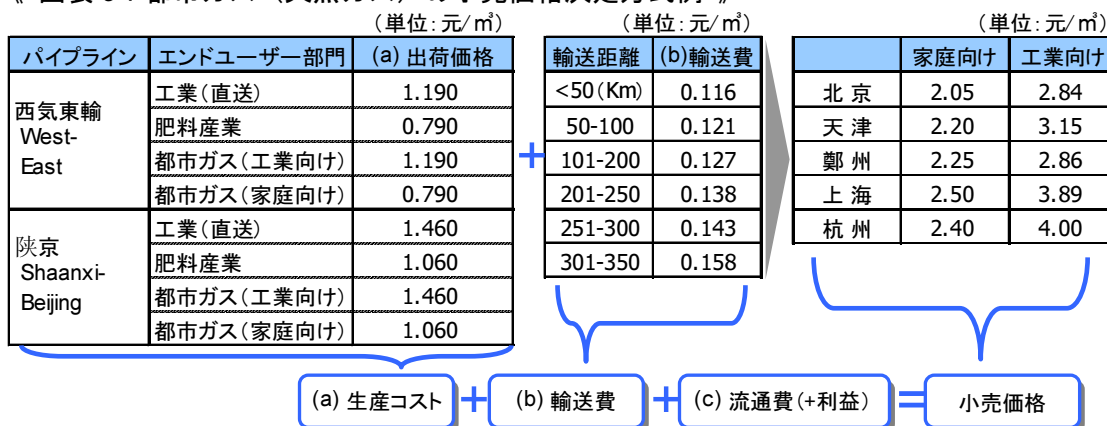 (単位:元/㎥) (単位:元/㎥) (単位:元/㎥)
パイプライン エンドユーザー部門 (a) 出荷価格
西気東輸 West-East
工業(直送) 1.190
肥料産業 0.790
都市ガス(工業向け) 1.190
都市ガス(家庭向け) 0.790
陕京 Shaanxi-Beijing
工業(直送) 1.460
肥料産業 1.060
都市ガス(工業向け) 1.460
都市ガス(家庭向け) 1.060
+
輸送距離 (b)輸送費
<50(Km) 0.116
50-100 0.121
101-200 0.127
201-250 0.138
251-300 0.143
301-350 0.158
家庭向け 工業向け
北 京 2.05 2.84
天 津 2.20 3.15
鄭 州 2.25 2.86
上 海 2.50 3.89
杭 州 2.40 4.00
(a) 生産コスト + (b) 輸送費 + (c) 流通費(+利益) = 小売価格